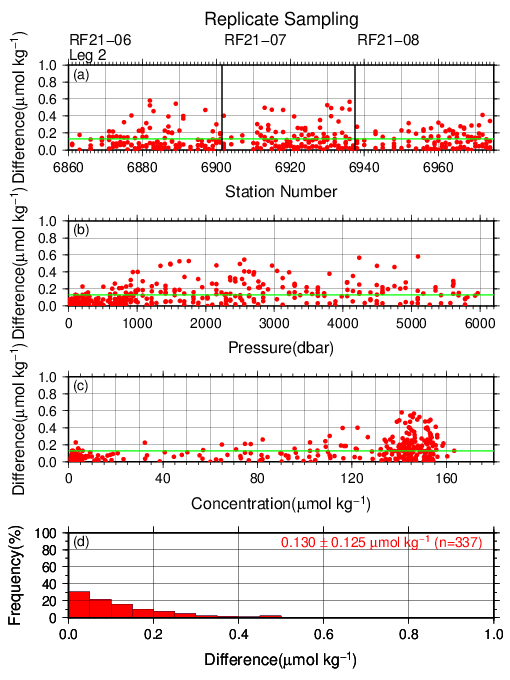 Replicate Sampling
RF21−06 RF21−07 RF21−08
Leg 2
Difference(μmol kg⁻¹)
1.0
0.8
0.6
0.4
0.2
0.0
(a)
6860 6880 6900 6920 6940 6960
Station Number
Difference(μmol kg⁻¹)
1.0
0.8
0.6
0.4
0.2
0.0
(b)
0 1000 2000 3000 4000 5000 6000
Pressure(dbar)
Difference(μmol kg⁻¹)
1.0
0.8
0.6
0.4
0.2
0.0
(c)
0 40 80 120 160
Concentration(μmol kg⁻¹)
Frequency(%)
100
80
60
40
20
0
(d)
0.130 ± 0.125 μmol kg⁻¹ (n=337)
0.0 0.2 0.4 0.6 0.8 1.0
Difference(μmol kg⁻¹)